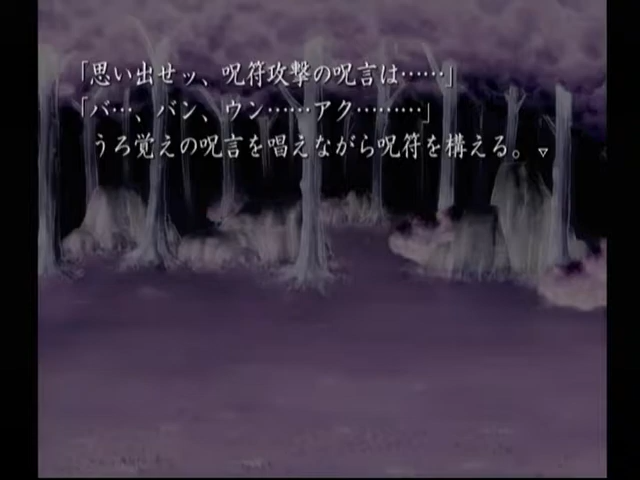 「思い出せッ、呪符攻撃の呪言は……」
「バ…、バン、ウン……アク………」
うろ覚えの呪言を唱えながら呪符を構える。▽